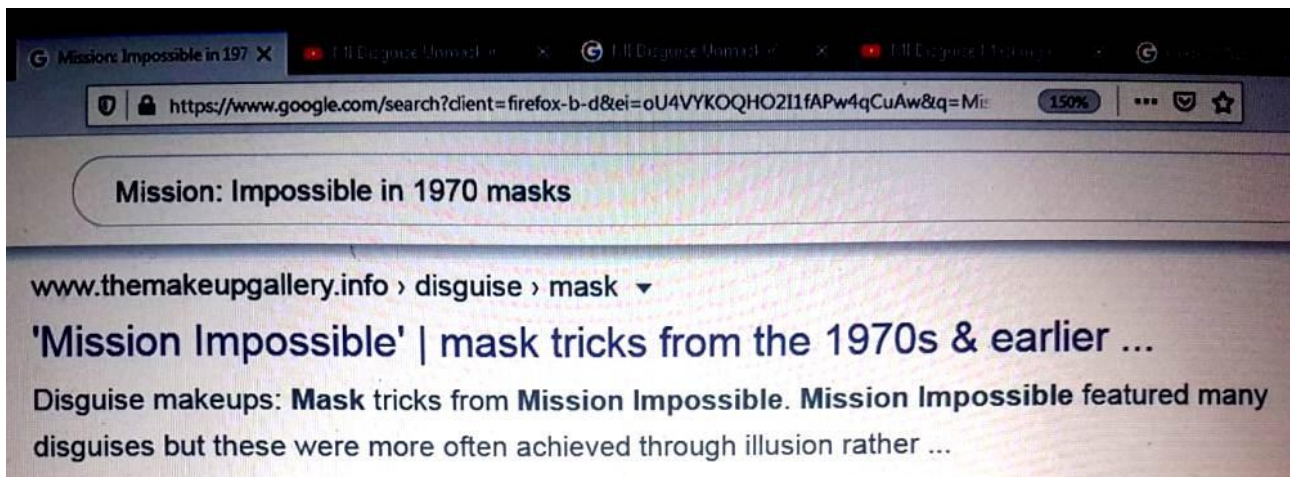 Mission: Impossible in 197
https://www.google.com/search?client=firefox-b-d&ei=oU4VYKOQHO2I1fAPw4qCuAw&q=Mi
150%
Mission: Impossible in 1970 masks
www.themakeupgallery.info › disguise › mask
'Mission Impossible' | mask tricks from the 1970s & earlier ...
Disguise makeups: Mask tricks from Mission Impossible. Mission Impossible featured many
disguises but these were more often achieved through illusion rather ...